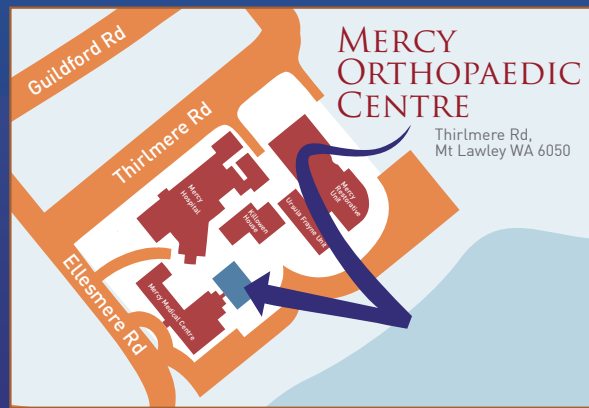 Guildford Rd
MERCY
ORTHOPAEDIC
CENTRE
Thirlmere Rd,
Mt Lawley WA 6050
Thirlmere Rd
Mercy
Hospital
Killowen
House
Ursula Frayne Unit
Mercy
Restorative
Unit
Ellesmere Rd
Mercy Medical Centre